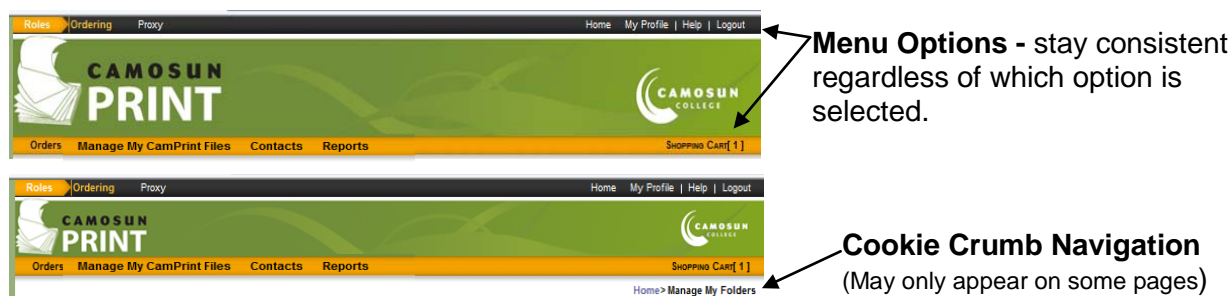 Roles Ordering Proxy Home My Profile | Help | Logout
CAMOSUN
PRINT
CAMOSUN
COLLEGE
Orders Manage My CamPrint Files Contacts Reports SHOPPING CART[ 1 ]
Menu Options - stay consistent
regardless of which option is
selected.
Roles Ordering Proxy Home My Profile | Help | Logout
CAMOSUN
PRINT
CAMOSUN
COLLEGE
Orders Manage My CamPrint Files Contacts Reports SHOPPING CART[ 1 ]
Home> Manage My Folders
Cookie Crumb Navigation
(May only appear on some pages)